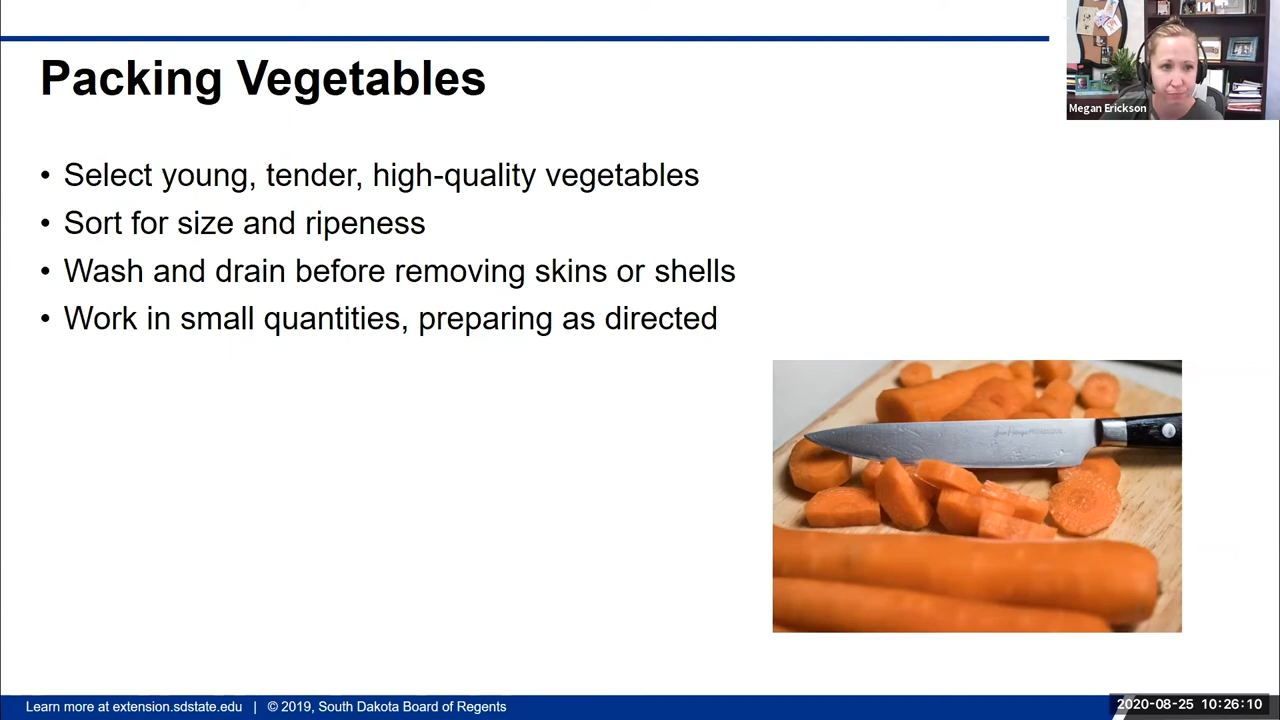 Packing Vegetables
Megan Erickson
• Select young, tender, high-quality vegetables
• Sort for size and ripeness
• Wash and drain before removing skins or shells
• Work in small quantities, preparing as directed
Learn more at extension.sdstate.edu | © 2019, South Dakota Board of Regents
2020-08-25 10:26:10